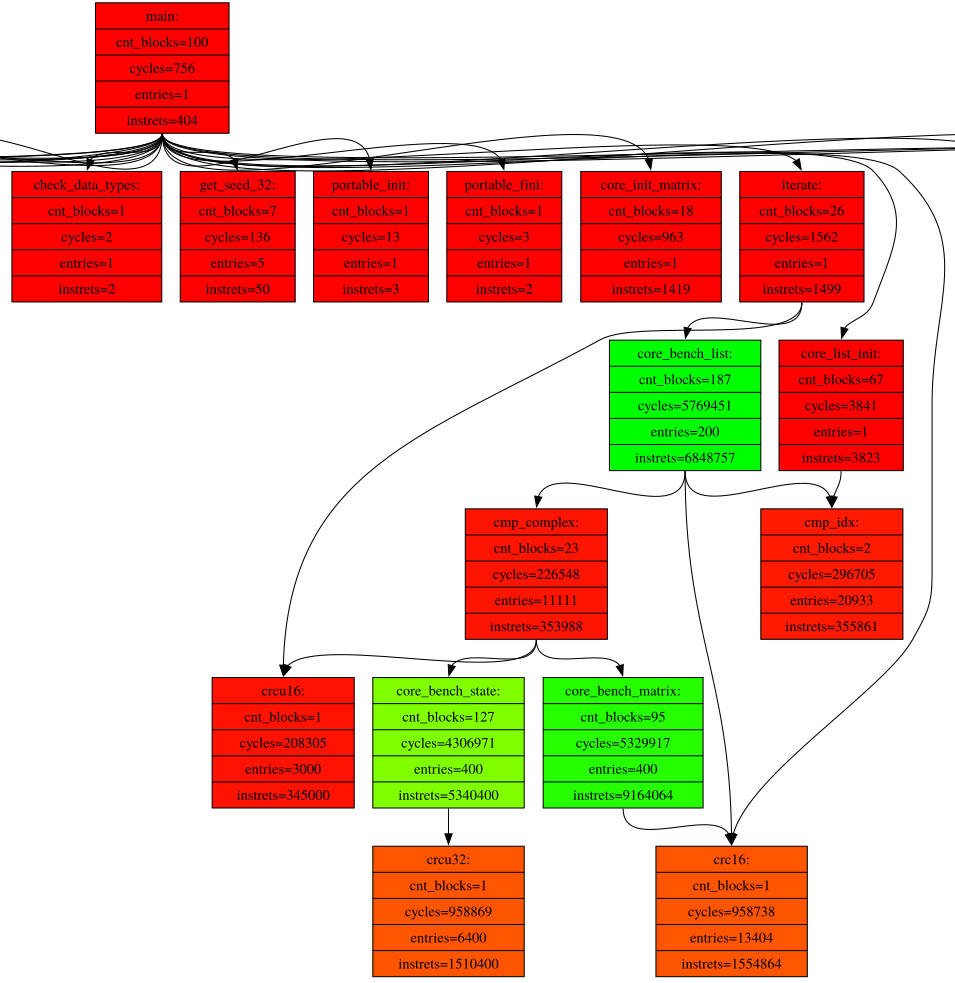 main:
cnt_blocks=100
cycles=756
entries=1
instrets=404
check_data_types:
cnt_blocks=1
cycles=2
entries=1
instrets=2
get_seed_32:
cnt_blocks=7
cycles=136
entries=5
instrets=50
portable_init:
cnt_blocks=1
cycles=13
entries=1
instrets=3
portable_fini:
cnt_blocks=1
cycles=3
entries=1
instrets=2
core_init_matrix:
cnt_blocks=18
cycles=963
entries=1
instrets=1419
iterate:
cnt_blocks=26
cycles=1562
entries=1
instrets=1499
core_bench_list:
cnt_blocks=187
cycles=5769451
entries=200
instrets=6848757
core_list_init:
cnt_blocks=67
cycles=3841
entries=1
instrets=3823
cmp_complex:
cnt_blocks=23
cycles=226548
entries=11111
instrets=353988
cmp_idx:
cnt_blocks=2
cycles=296705
entries=20933
instrets=355861
crcu16:
cnt_blocks=1
cycles=208305
entries=3000
instrets=345000
core_bench_state:
cnt_blocks=127
cycles=4306971
entries=400
instrets=5340400
core_bench_matrix:
cnt_blocks=95
cycles=5329917
entries=400
instrets=9164064
crcu32:
cnt_blocks=1
cycles=958869
entries=6400
instrets=1510400
crc16:
cnt_blocks=1
cycles=958738
entries=13404
instrets=1554864